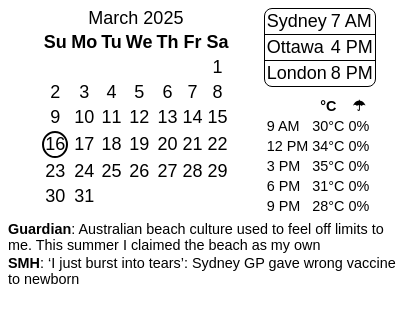 March 2025
Su Mo Tu We Th Fr Sa
1
2 3 4 5 6 7 8
9 10 11 12 13 14 15
16 17 18 19 20 21 22
23 24 25 26 27 28 29
30 31
Sydney 7 AM
Ottawa 4 PM
London 8 PM
°C ☂
9 AM 30°C 0%
12 PM 34°C 0%
3 PM 35°C 0%
6 PM 31°C 0%
9 PM 28°C 0%
Guardian: Australian beach culture used to feel off limits to
me. This summer I claimed the beach as my own
SMH: ‘I just burst into tears’: Sydney GP gave wrong vaccine
to newborn